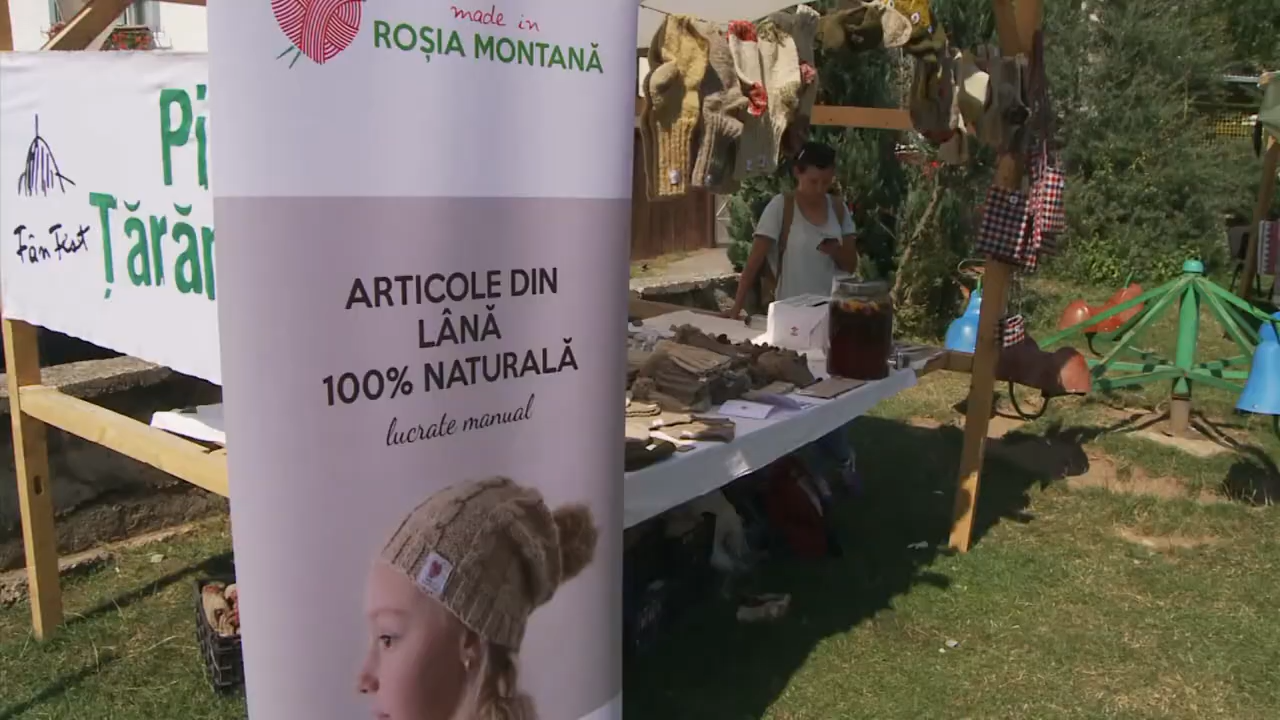 made in
ROȘIA MONTANĂ
Fân Fest
ARTICOLE DIN
LÂNĂ
100% NATURALĂ
lucrate manual